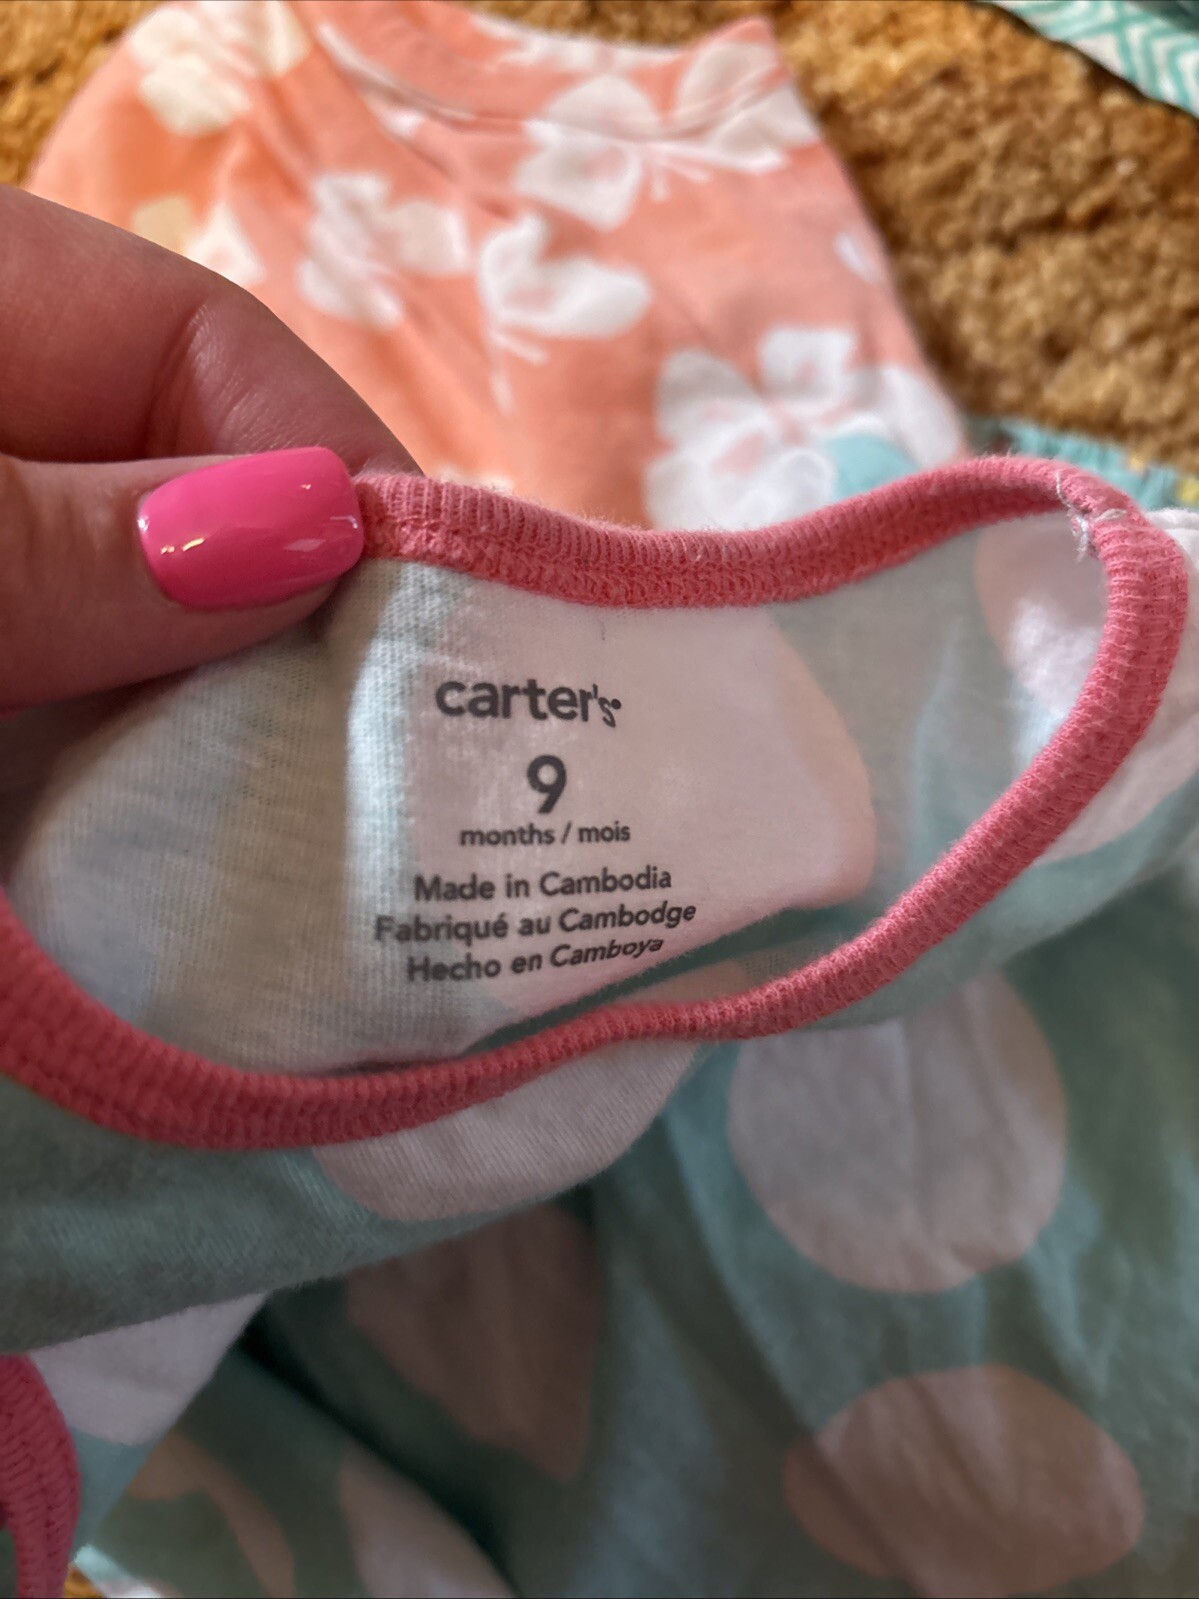 carter's
9
months / mois
Made in Cambodia
Fabriqué au Cambodge
Hecho en Camboya